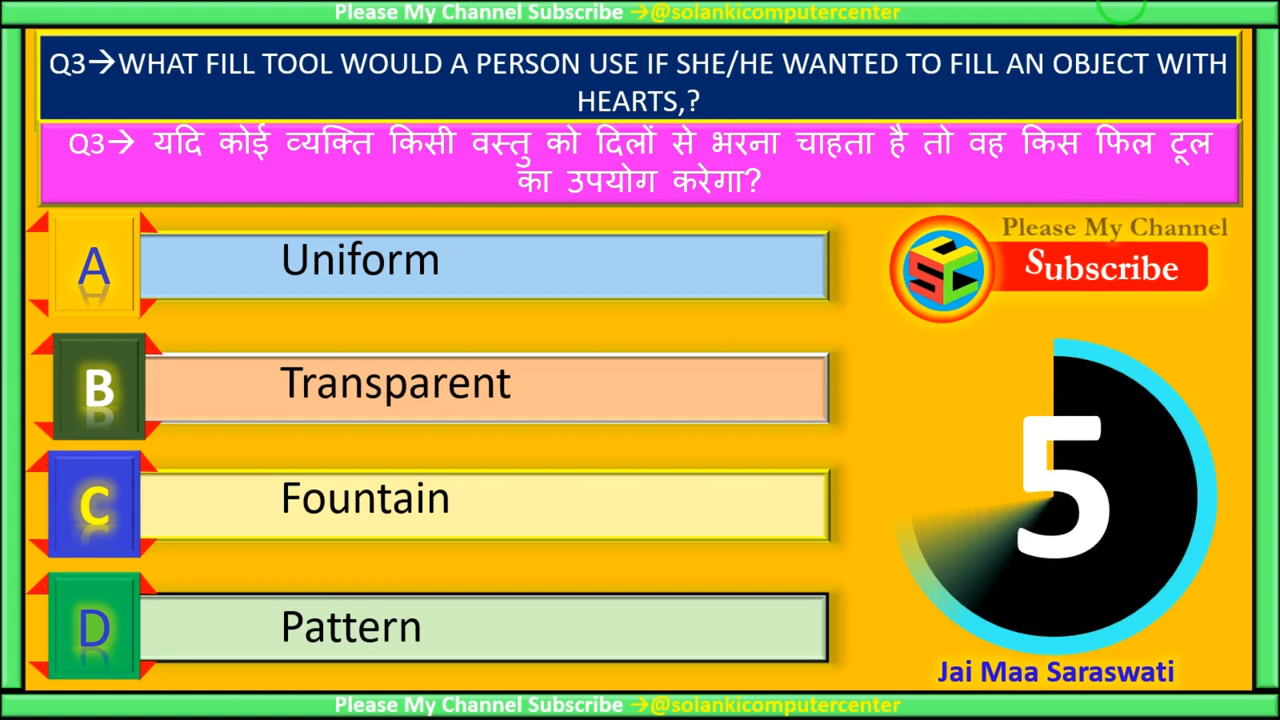 Please My Channel Subscribe →@solankicomputercenter
Q3→WHAT FILL TOOL WOULD A PERSON USE IF SHE/HE WANTED TO FILL AN OBJECT WITH
HEARTS,?
Q3→ यदि कोई व्यक्ति किसी वस्तु को दिलों से भरना चाहता है तो वह किस फिल टूल
का उपयोग करेगा?
A Uniform
B Transparent
C Fountain
D Pattern
Please My Channel
Subscribe
CSC
5
Jai Maa Saraswati
Please My Channel Subscribe →@solankicomputercenter